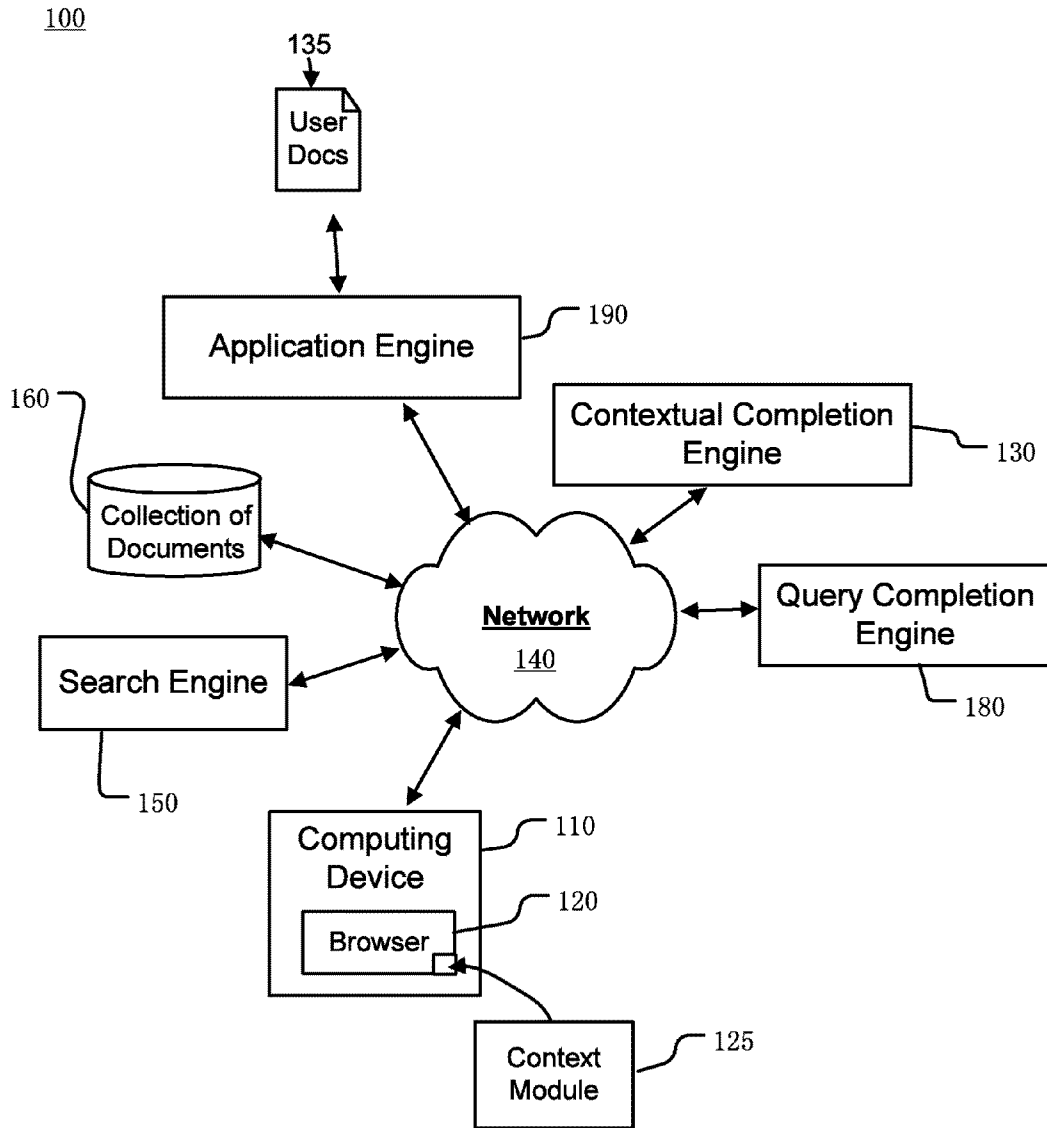 100
135
User
Docs
Application Engine
190
160
Contextual Completion
Engine
130
Collection of
Documents
Network
140
Query Completion
Engine
180
Search Engine
150
Computing
Device
110
120
Browser
Context
Module
125